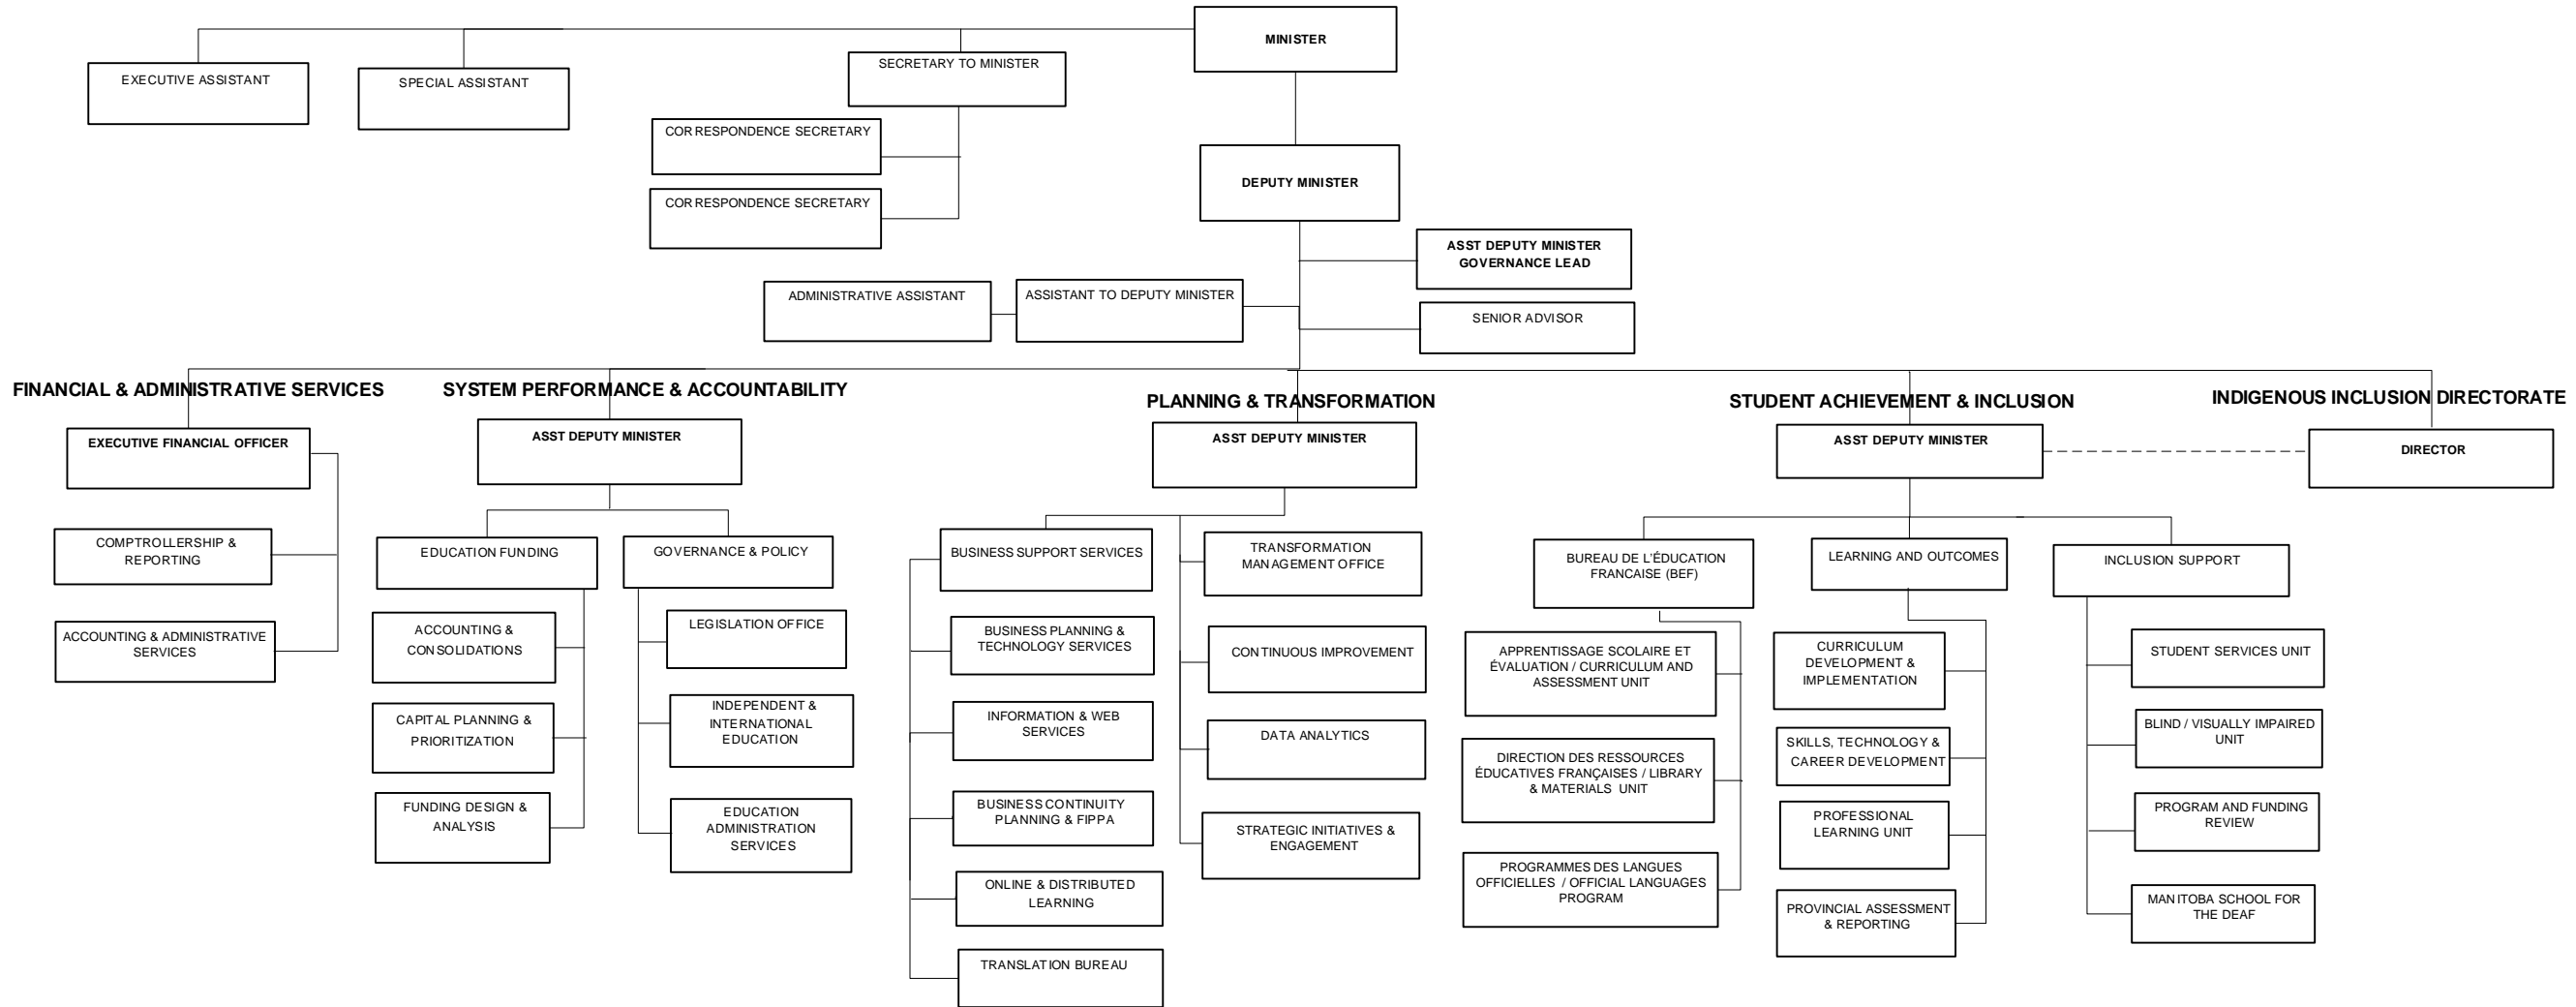 MINISTER
EXECUTIVE ASSISTANT
SPECIAL ASSISTANT
SECRETARY TO MINISTER
CORRESPONDENCE SECRETARY
CORRESPONDENCE SECRETARY
DEPUTY MINISTER
ASST DEPUTY MINISTER
GOVERNANCE LEAD
ADMINISTRATIVE ASSISTANT
ASSISTANT TO DEPUTY MINISTER
SENIOR ADVISOR
FINANCIAL & ADMINISTRATIVE SERVICES
EXECUTIVE FINANCIAL OFFICER
COMPTROLLERSHIP &
REPORTING
ACCOUNTING & ADMINISTRATIVE
SERVICES
SYSTEM PERFORMANCE & ACCOUNTABILITY
ASST DEPUTY MINISTER
EDUCATION FUNDING
ACCOUNTING &
CONSOLIDATIONS
CAPITAL PLANNING &
PRIORITIZATION
FUNDING DESIGN &
ANALYSIS
GOVERNANCE & POLICY
LEGISLATION OFFICE
INDEPENDENT &
INTERNATIONAL
EDUCATION
EDUCATION
ADMINISTRATION
SERVICES
PLANNING & TRANSFORMATION
ASST DEPUTY MINISTER
BUSINESS SUPPORT SERVICES
BUSINESS PLANNING &
TECHNOLOGY SERVICES
INFORMATION & WEB
SERVICES
BUSINESS CONTINUITY
PLANNING & FIPPA
ONLINE & DISTRIBUTED
LEARNING
TRANSLATION BUREAU
TRANSFORMATION
MANAGEMENT OFFICE
CONTINUOUS IMPROVEMENT
DATA ANALYTICS
STRATEGIC INITIATIVES &
ENGAGEMENT
STUDENT ACHIEVEMENT & INCLUSION
ASST DEPUTY MINISTER
BUREAU DE L'ÉDUCATION
FRANCAISE (BEF)
APPRENTISSAGE SCOLAIRE ET
ÉVALUATION / CURRICULUM AND
ASSESSMENT UNIT
DIRECTION DES RESSOURCES
ÉDUCATIVES FRANÇAISES / LIBRARY
& MATERIALS UNIT
PROGRAMMES DES LANGUES
OFFICIELLES / OFFICIAL LANGUAGES
PROGRAM
LEARNING AND OUTCOMES
CURRICULUM
DEVELOPMENT &
IMPLEMENTATION
SKILLS, TECHNOLOGY &
CAREER DEVELOPMENT
PROFESSIONAL
LEARNING UNIT
PROVINCIAL ASSESSMENT
& REPORTING
INCLUSION SUPPORT
STUDENT SERVICES UNIT
BLIND / VISUALLY IMPAIRED
UNIT
PROGRAM AND FUNDING
REVIEW
MANITOBA SCHOOL FOR
THE DEAF
INDIGENOUS INCLUSION DIRECTORATE
DIRECTOR